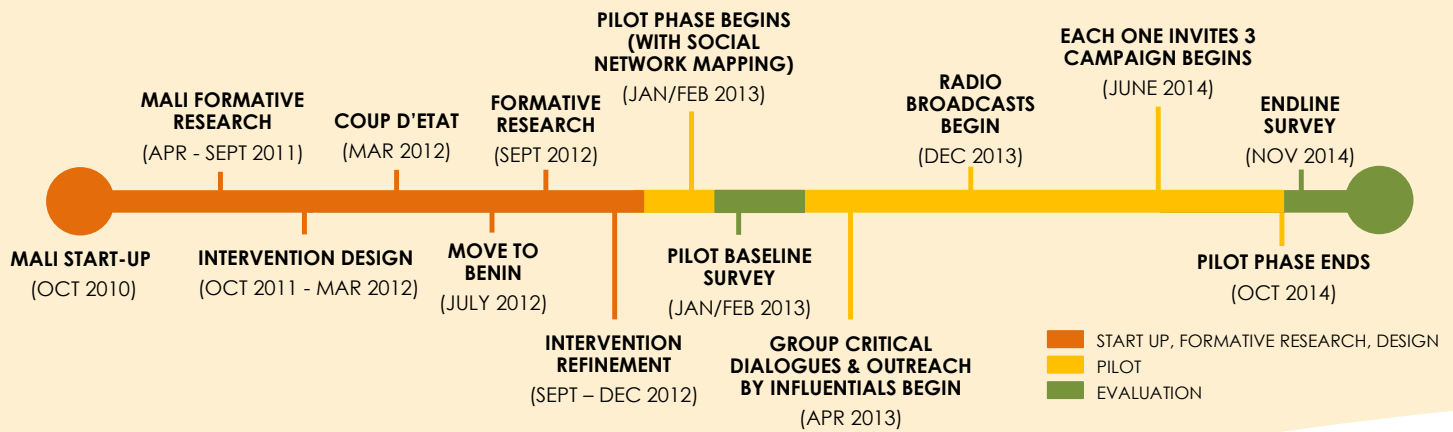 MALI START-UP
(OCT 2010)
MALI FORMATIVE
RESEARCH
(APR - SEPT 2011)
INTERVENTION DESIGN
(OCT 2011 - MAR 2012)
COUP D'ETAT
(MAR 2012)
MOVE TO
BENIN
(JULY 2012)
FORMATIVE
RESEARCH
(SEPT 2012)
INTERVENTION
REFINEMENT
(SEPT – DEC 2012)
PILOT PHASE BEGINS
(WITH SOCIAL
NETWORK MAPPING)
(JAN/FEB 2013)
PILOT BASELINE
SURVEY
(JAN/FEB 2013)
GROUP CRITICAL
DIALOGUES & OUTREACH
BY INFLUENTIALS BEGIN
(APR 2013)
RADIO
BROADCASTS
BEGIN
(DEC 2013)
EACH ONE INVITES 3
CAMPAIGN BEGINS
(JUNE 2014)
PILOT PHASE ENDS
(OCT 2014)
ENDLINE
SURVEY
(NOV 2014)
START UP, FORMATIVE RESEARCH, DESIGN
PILOT
EVALUATION